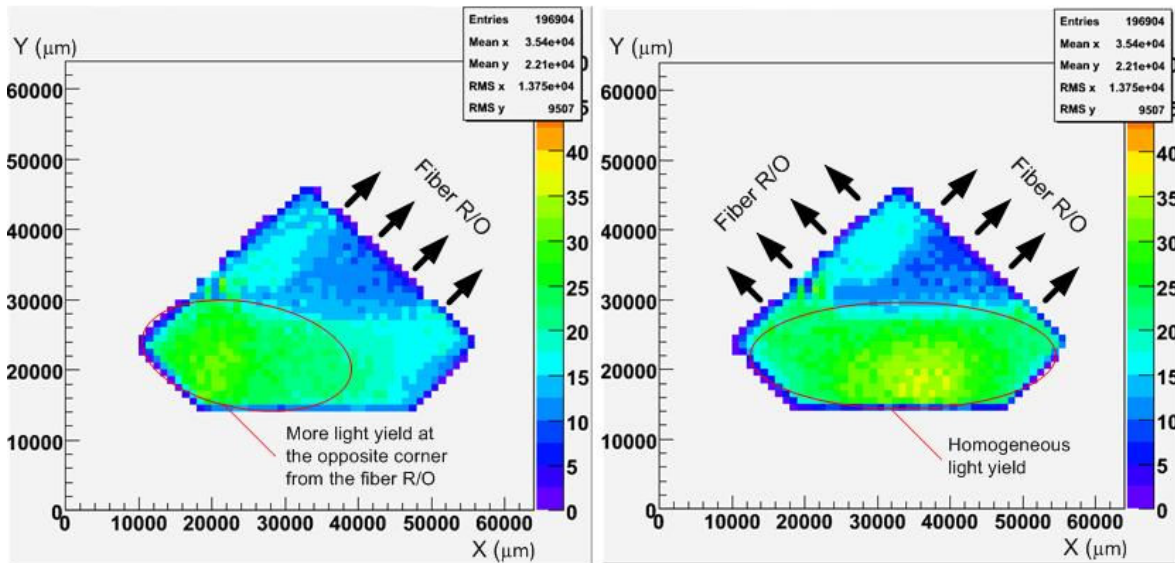 Y (μm)
Entries 196904
Mean x 3.54e+04
Mean y 2.21e+04
RMS x 1.375e+04
RMS y 9507
60000
50000
40000
30000
20000
10000
0
0 10000 20000 30000 40000 50000 60000
X (μm)
40
35
30
25
20
15
10
5
0
Fiber R/O
More light yield at
the opposite corner
from the fiber R/O
Y (μm)
Entries 196904
Mean x 3.54e+04
Mean y 2.21e+04
RMS x 1.375e+04
RMS y 9507
60000
50000
40000
30000
20000
10000
0
0 10000 20000 30000 40000 50000 60000
X (μm)
40
35
30
25
20
15
10
5
0
Fiber R/O
Fiber R/O
Homogeneous
light yield